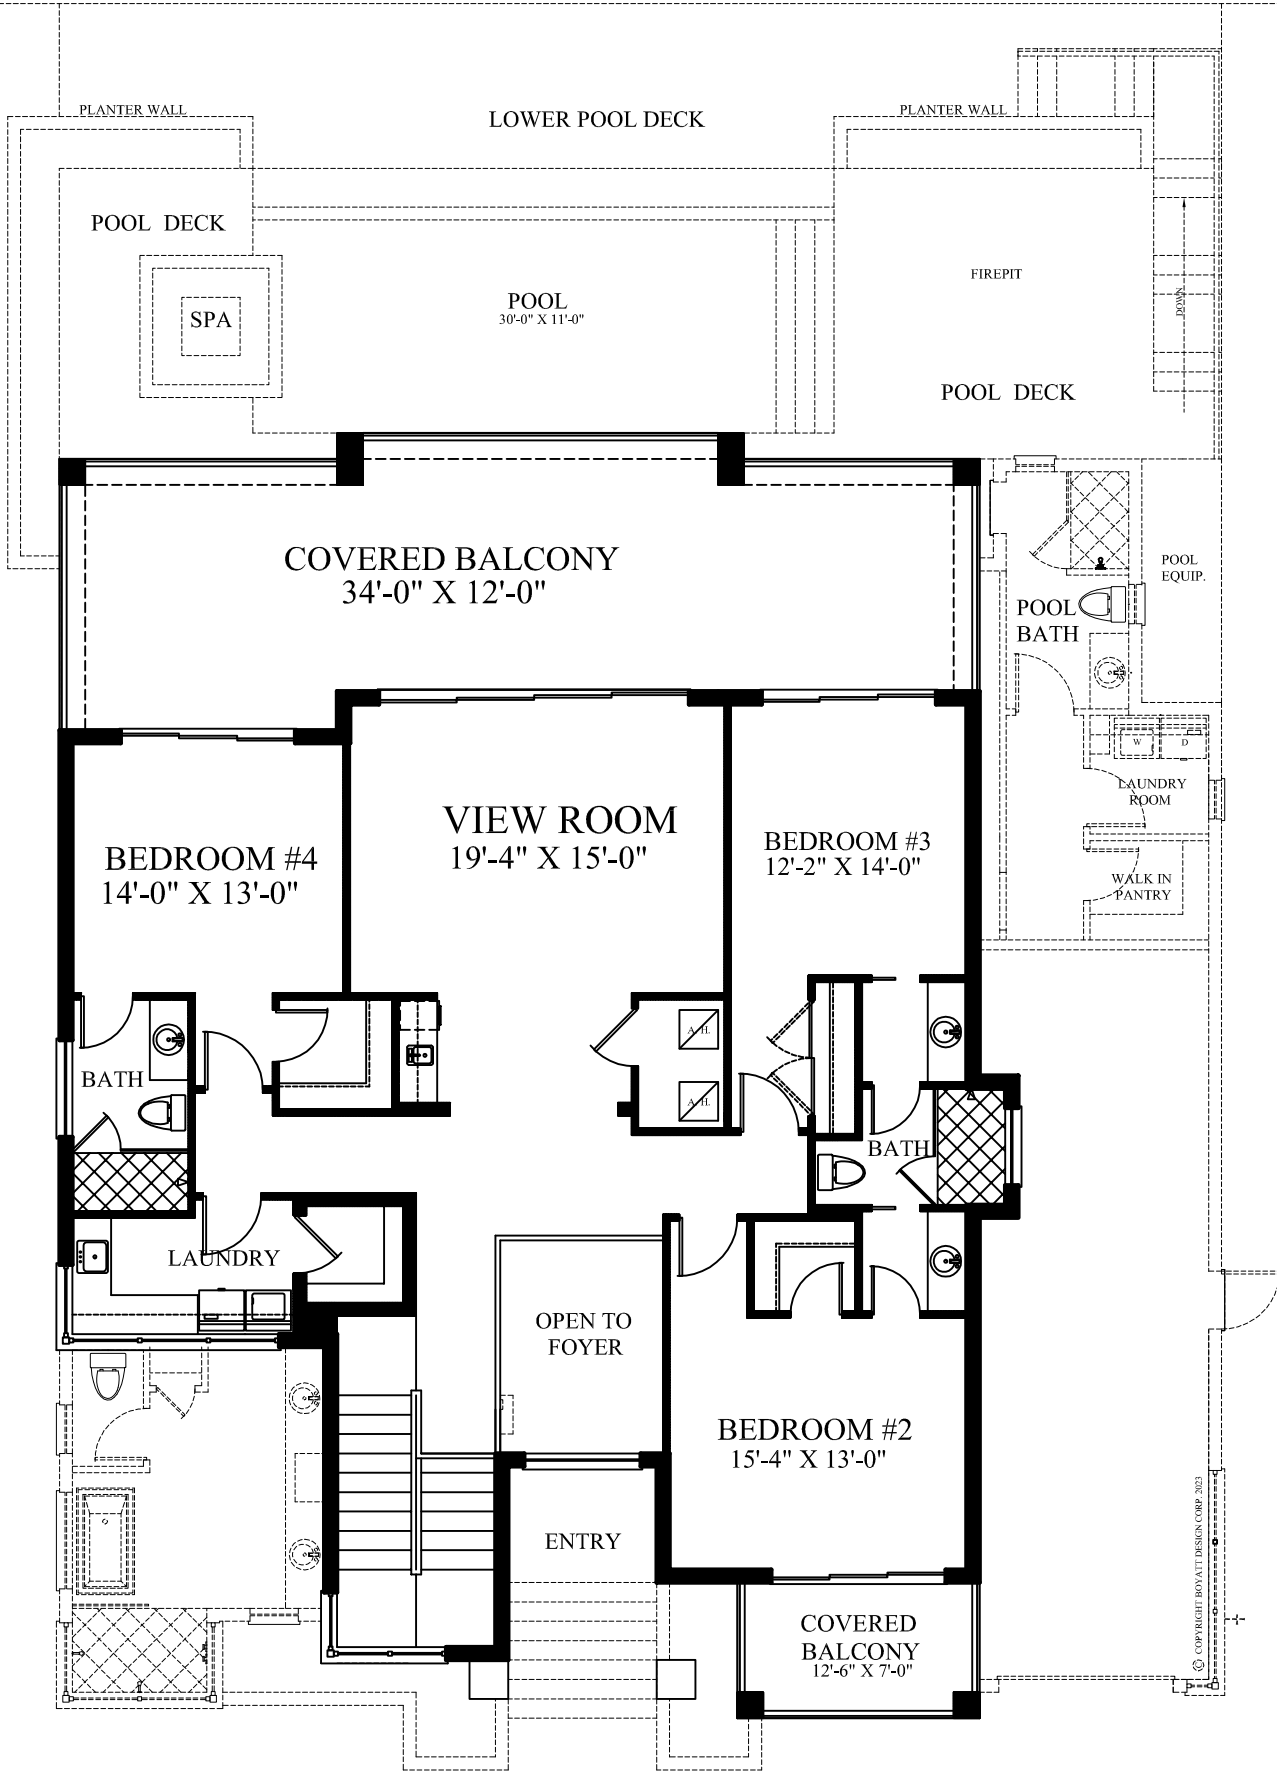 PLANTER WALL
LOWER POOL DECK
PLANTER WALL
POOL DECK
SPA
POOL
30'-0" X 11'-0"
FIREPIT
DOWN
POOL DECK
COVERED BALCONY
34'-0" X 12'-0"
POOL
BATH
POOL
EQUIP.
W
D
LAUNDRY
ROOM
WALK IN
PANTRY
BEDROOM #4
14'-0" X 13'-0"
VIEW ROOM
19'-4" X 15'-0"
BEDROOM #3
12'-2" X 14'-0"
A.H.
A.H.
BATH
BATH
LAUNDRY
OPEN TO
FOYER
BEDROOM #2
15'-4" X 13'-0"
ENTRY
COVERED
BALCONY
12'-6" X 7'-0"
© COPYRIGHT BOYATT DESIGN CORP. 2023